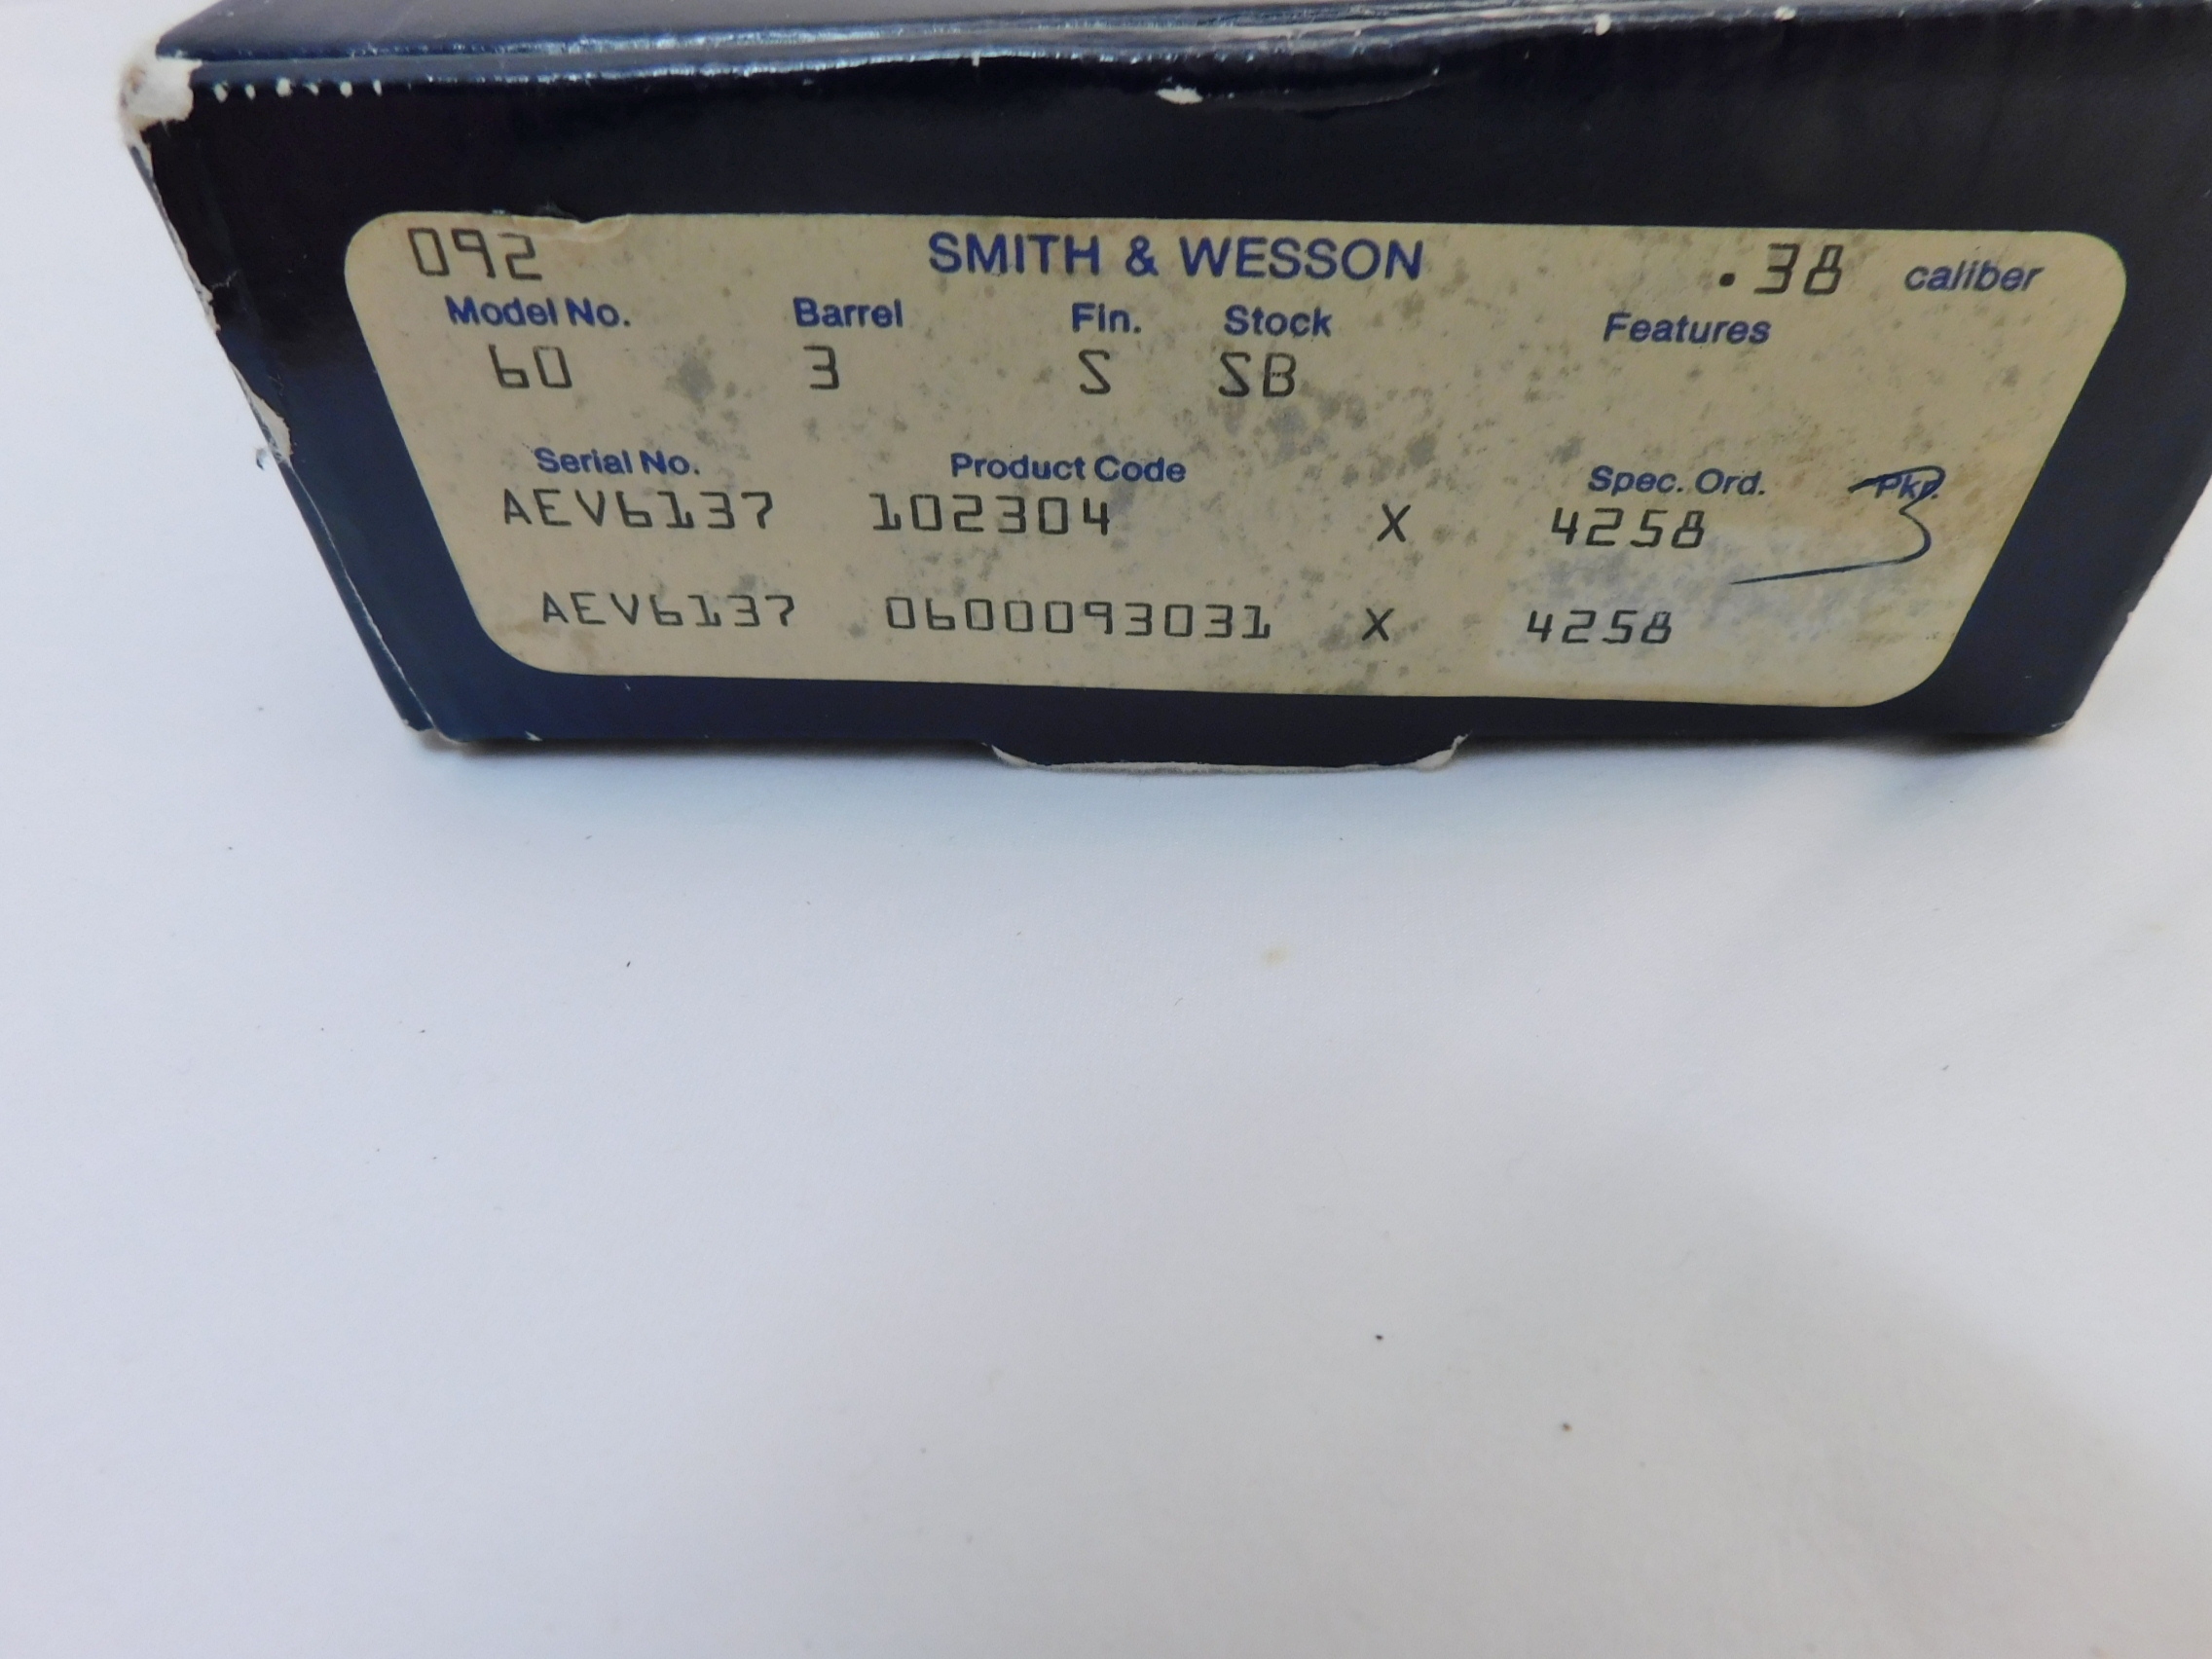 092 SMITH & WESSON .38 caliber
Model No. Barrel Fin. Stock Features
60 3 S SB
Serial No. Product Code Spec. Ord. Pkr.
AEV6137 102304 X 4258
AEV6137 0600093031 X 4258